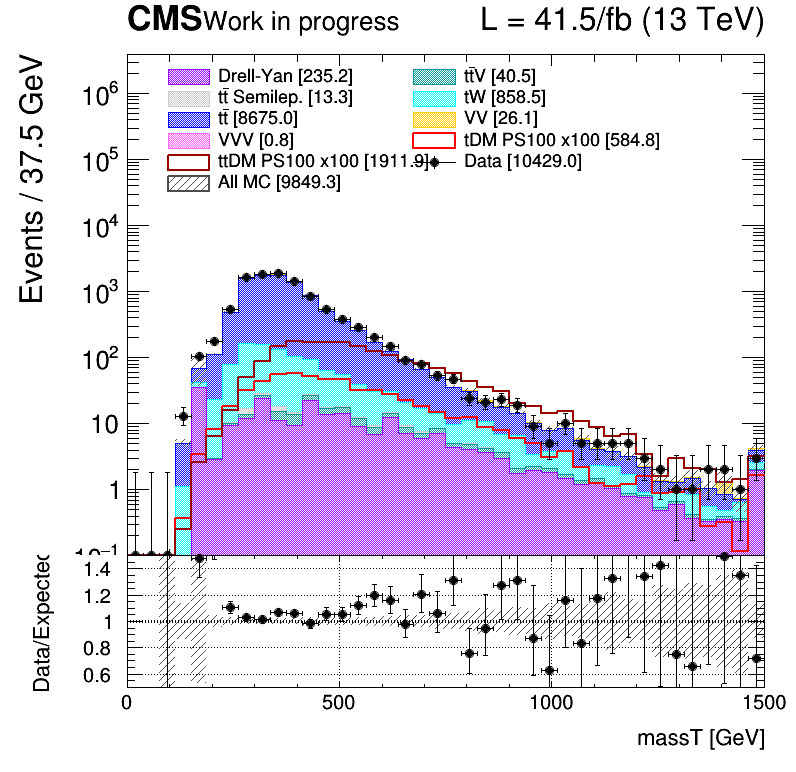 CMS Work in progress L = 41.5/fb (13 TeV)
Events / 37.5 GeV
Drell-Yan [235.2] tt̄V [40.5]
tt̄ Semilep. [13.3] tW [858.5]
tt̄ [8675.0] VV [26.1]
VVV [0.8] tDM PS100 x100 [584.8]
ttDM PS100 x100 [1911.9] Data [10429.0]
All MC [9849.3]
10⁶
10⁵
10⁴
10³
10²
10
1
10⁻¹
Data/Expected
1.4
1.2
1
0.8
0.6
0 500 1000 1500
massT [GeV]